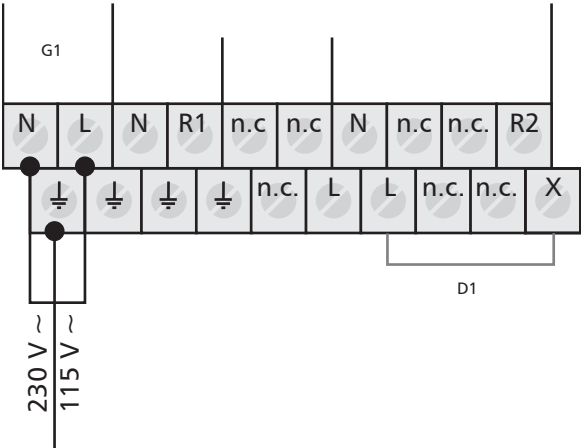 G1
N L N R1 n.c n.c N n.c n.c. R2
n.c. L L n.c. n.c. X
D1
230 V ~
115 V ~